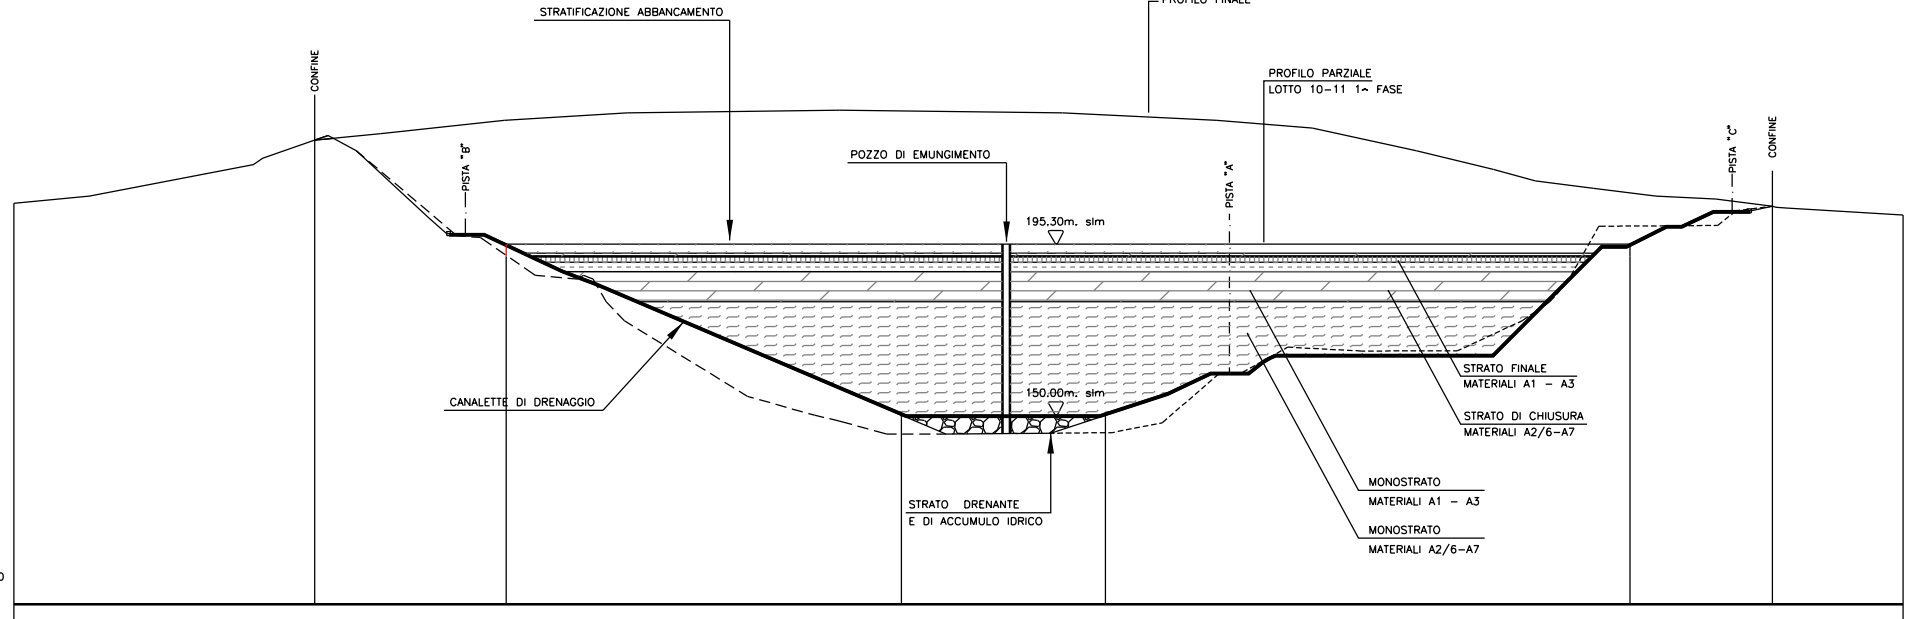 STRATIFICAZIONE ABBANCAMENTO
PROFILO FINALE
CONFINE
PROFILO PARZIALE
LOTTO 10-11 1~ FASE
PISTA "B"
POZZO DI EMUNGIMENTO
PISTA "A"
PISTA "C"
CONFINE
195.30m. slm
STRATO FINALE
MATERIALI A1 - A3
CANALETTE DI DRENAGGIO
150.00m. slm
STRATO DI CHIUSURA
MATERIALI A2/6-A7
MONOSTRATO
MATERIALI A1 - A3
STRATO DRENANTE
E DI ACCUMULO IDRICO
MONOSTRATO
MATERIALI A2/6-A7